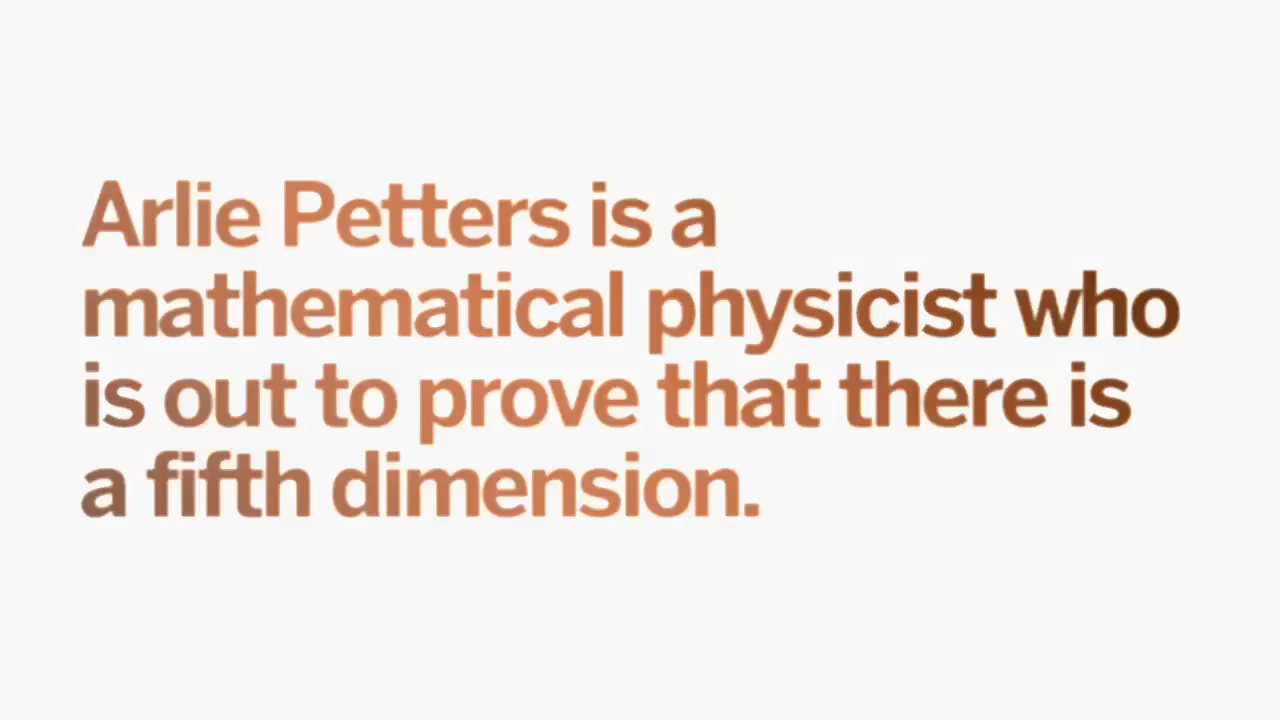 Arlie Petters is a
mathematical physicist who
is out to prove that there is
a fifth dimension.